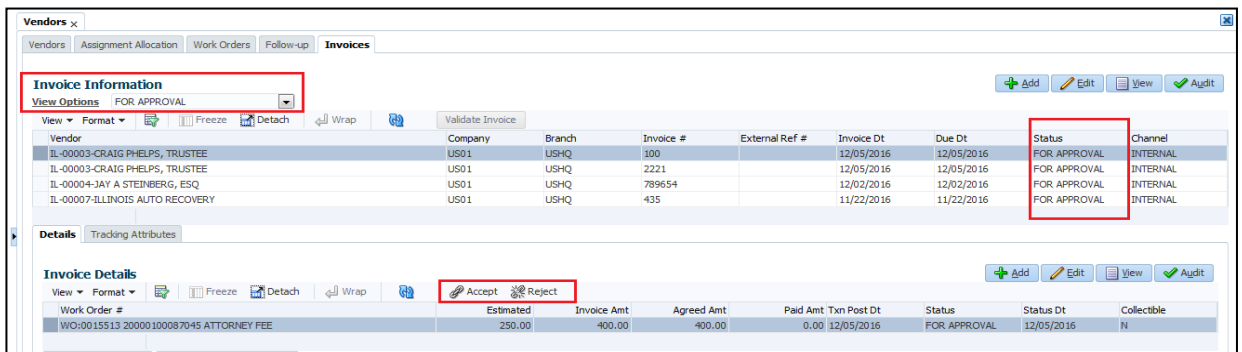 Vendors ×
Vendors Assignment Allocation Work Orders Follow-up Invoices
Invoice Information Add Edit View Audit
View Options FOR APPROVAL
View Format Freeze Detach Wrap Validate Invoice
Vendor Company Branch Invoice # External Ref # Invoice Dt Due Dt Status Channel
IL-00003-CRAIG PHELPS, TRUSTEE US01 USHQ 100 12/05/2016 12/05/2016 FOR APPROVAL INTERNAL
IL-00003-CRAIG PHELPS, TRUSTEE US01 USHQ 2221 12/05/2016 12/05/2016 FOR APPROVAL INTERNAL
IL-00004-JAY A STEINBERG, ESQ US01 USHQ 789654 12/02/2016 12/02/2016 FOR APPROVAL INTERNAL
IL-00007-ILLINOIS AUTO RECOVERY US01 USHQ 435 11/22/2016 11/22/2016 FOR APPROVAL INTERNAL
Details Tracking Attributes
Invoice Details Add Edit View Audit
View Format Freeze Detach Wrap Accept Reject
Work Order # Estimated Invoice Amt Agreed Amt Paid Amt Txn Post Dt Status Status Dt Collectible
WO:0015513 20000100087045 ATTORNEY FEE 250.00 400.00 400.00 0.00 12/05/2016 FOR APPROVAL 12/05/2016 N